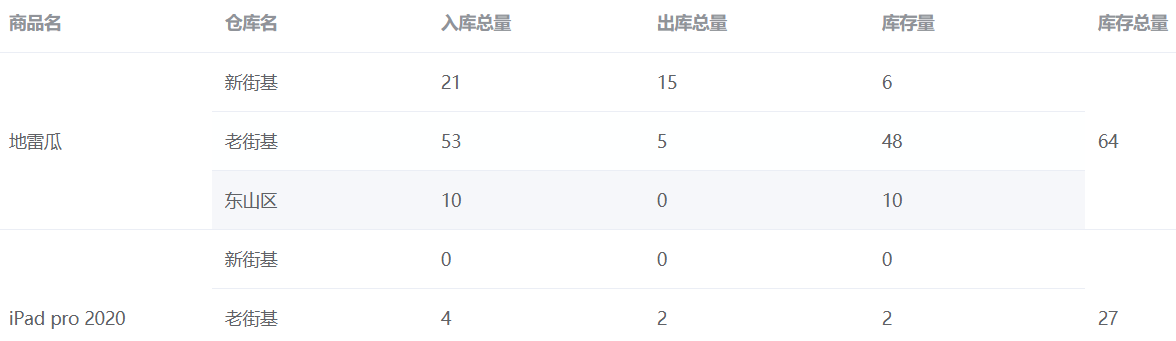 商品名 仓库名 入库总量 出库总量 库存量 库存总量
新街基 21 15 6
地雷瓜 老街基 53 5 48 64
东山区 10 0 10
新街基 0 0 0
iPad pro 2020 老街基 4 2 2 27